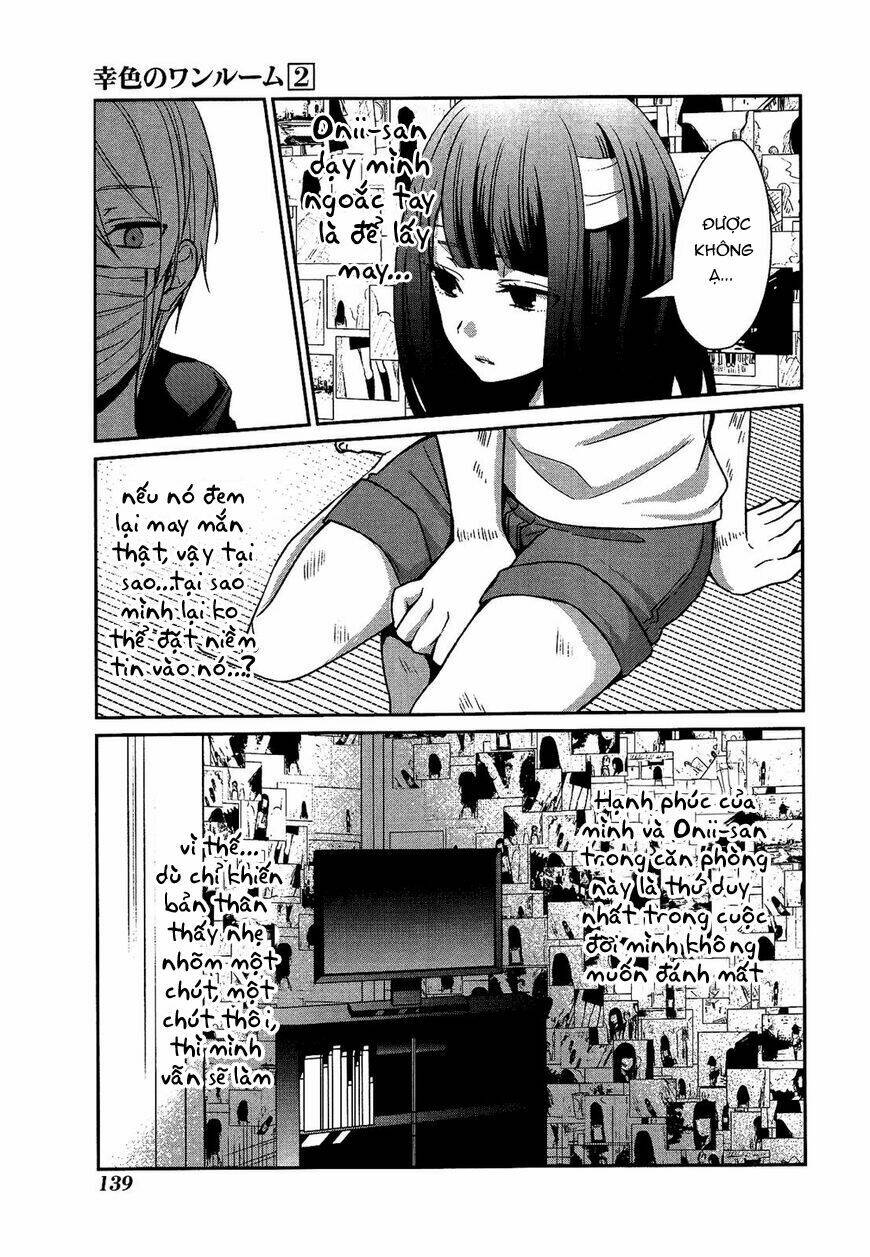 幸色のワンルーム2
ĐƯỢC
KHÔNG
Ạ...
Onii-san
dạy mình
ngoắc tay
là để lấy
may...
nếu nó đem
lại may mắn
thật, vậy tại
sao...tại sao
mình lại ko
thể đặt niềm
tin vào nó...?
Hạnh phúc của
mình và Onii-san
trong căn phòng
này là thứ duy
nhất trong cuộc
đời mình không
muốn đánh mất
vì thế...
dù chỉ khiến
bản thân
thấy nhẹ
nhõm một
chút, một
chút thôi,
thì mình
vẫn sẽ làm
139